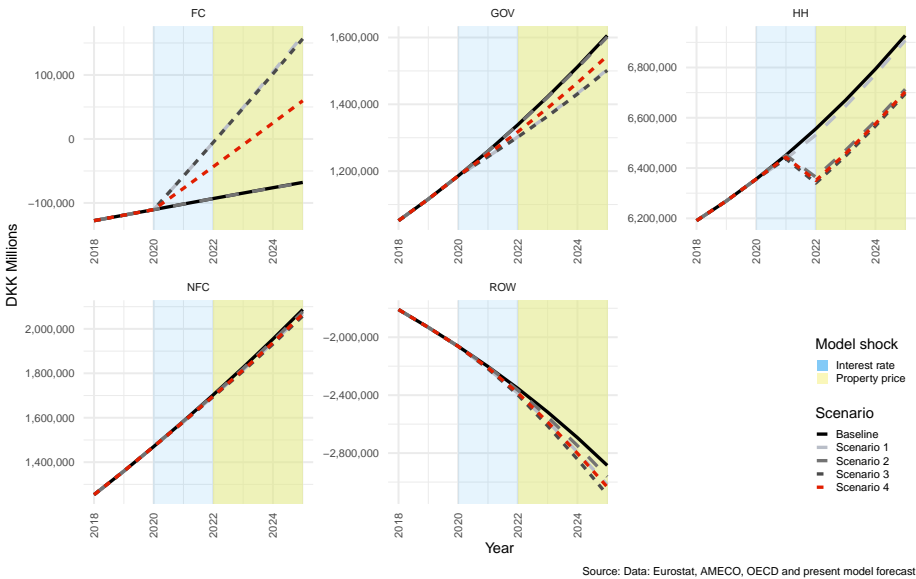 FC
GOV
HH
100,000
0
−100,000
1,600,000
1,400,000
1,200,000
6,800,000
6,600,000
6,400,000
6,200,000
2018
2020
2022
2024
2018
2020
2022
2024
2018
2020
2022
2024
DKK Millions
NFC
ROW
2,000,000
1,800,000
1,600,000
1,400,000
−2,000,000
−2,400,000
−2,800,000
2018
2020
2022
2024
2018
2020
2022
2024
Year
Model shock
Interest rate
Property price
Scenario
Baseline
Scenario 1
Scenario 2
Scenario 3
Scenario 4
Source: Data: Eurostat, AMECO, OECD and present model forecast